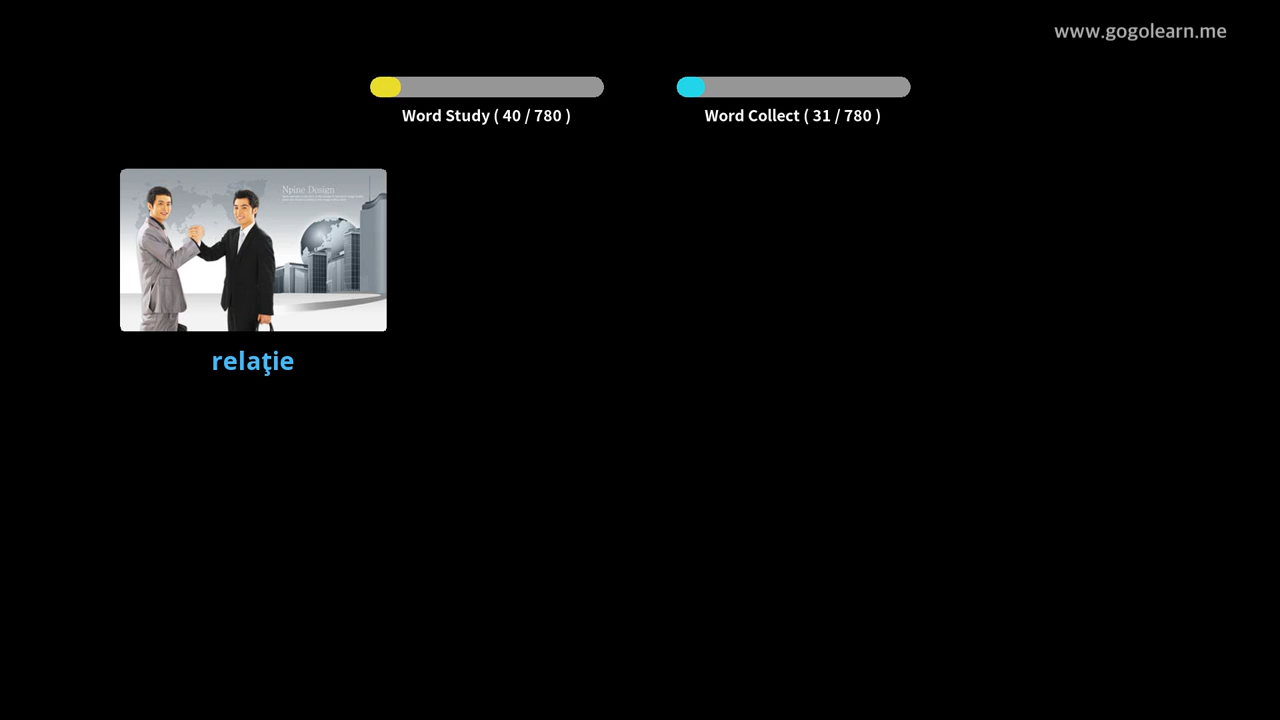 www.gogolearn.me
Word Study ( 40 / 780 )
Word Collect ( 31 / 780 )
Npine Design
relaţie